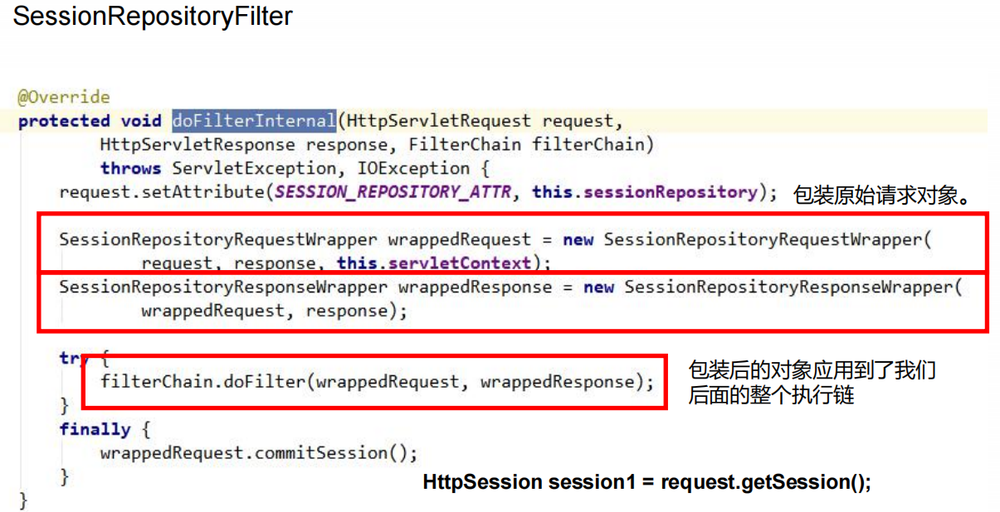 SessionRepositoryFilter
@Override
protected void doFilterInternal(HttpServletRequest request,
HttpServletResponse response, FilterChain filterChain)
throws ServletException, IOException {
request.setAttribute(SESSION_REPOSITORY_ATTR, this.sessionRepository);
包装原始请求对象。
SessionRepositoryRequestWrapper wrappedRequest = new SessionRepositoryRequestWrapper(
request, response, this.servletContext);
SessionRepositoryResponseWrapper wrappedResponse = new SessionRepositoryResponseWrapper(
wrappedRequest, response);
try {
filterChain.doFilter(wrappedRequest, wrappedResponse);
包装后的对象应用到了我们
后面的整个执行链
}
finally {
wrappedRequest.commitSession();
}
HttpSession session1 = request.getSession();
}